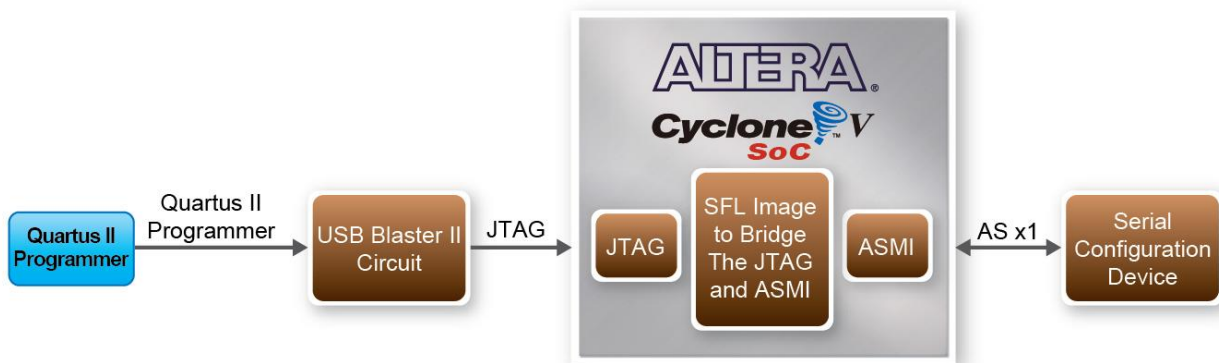 ALTERA®
Cyclone™ V
SoC
Quartus II
Programmer
Quartus II
Programmer
USB Blaster II
Circuit
JTAG
JTAG
SFL Image
to Bridge
The JTAG
and ASMI
ASMI
AS x1
Serial
Configuration
Device